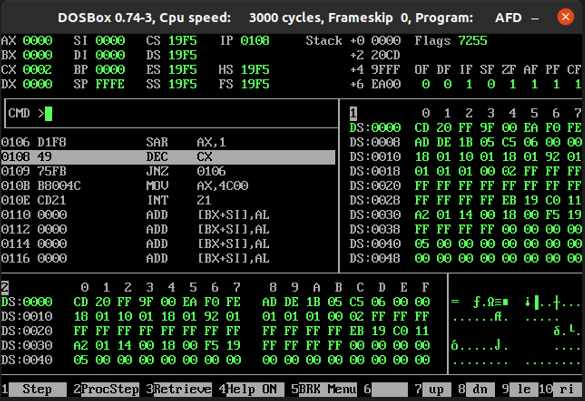 DOSBox 0.74-3, Cpu speed: 3000 cycles, Frameskip 0, Program: AFD
AX 0000 SI 0000 CS 19F5 IP 0108 Stack +0 0000 Flags 7255
BX 0000 DI 0000 DS 19F5 +2 20CD
CX 0002 BP 0000 ES 19F5 HS 19F5 +4 9FFF OF DF IF SF ZF AF PF CF
DX 0000 SP FFFE SS 19F5 FS 19F5 +6 EA00 0 0 1 0 1 1 1 1
CMD >
0106 D1F8 SAR AX,1
0108 49 DEC CX
0109 75FB JNZ 0106
010B B8004C MOV AX,4C00
010E CD21 INT 21
0110 0000 ADD [BX+SI],AL
0112 0000 ADD [BX+SI],AL
0114 0000 ADD [BX+SI],AL
0116 0000 ADD [BX+SI],AL
1 0 1 2 3 4 5 6 7
DS:0000 CD 20 FF 9F 00 EA F0 FE
DS:0008 AD DE 1B 05 C5 06 00 00
DS:0010 18 01 10 01 18 01 92 01
DS:0018 01 01 01 00 02 FF FF FF
DS:0020 FF FF FF FF FF FF FF FF
DS:0028 FF FF FF FF EB 19 C0 11
DS:0030 A2 01 14 00 18 00 F5 19
DS:0038 FF FF FF FF 00 00 00 00
DS:0040 05 00 00 00 00 00 00 00
DS:0048 00 00 00 00 00 00 00 00
2 0 1 2 3 4 5 6 7 8 9 A B C D E F
DS:0000 CD 20 FF 9F 00 EA F0 FE AD DE 1B 05 C5 06 00 00
DS:0010 18 01 10 01 18 01 92 01 01 01 01 00 02 FF FF FF
DS:0020 FF FF FF FF FF FF FF FF FF FF FF FF EB 19 C0 11
DS:0030 A2 01 14 00 18 00 F5 19 FF FF FF FF 00 00 00 00
DS:0040 05 00 00 00 00 00 00 00 00 00 00 00 00 00 00 00
1 Step 2ProcStep 3Retrieve 4Help ON 5BRK Menu 6 7 up 8 dn 9 le 10 ri